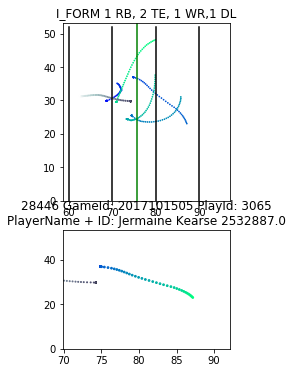 I_FORM 1 RB, 2 TE, 1 WR,1 DL
50
40
30
20
10
0
60 70 80 90
28446 GameId: 2017101505 PlayId: 3065
PlayerName + ID: Jermaine Kearse 2532887.0
40
20
0
70 75 80 85 90